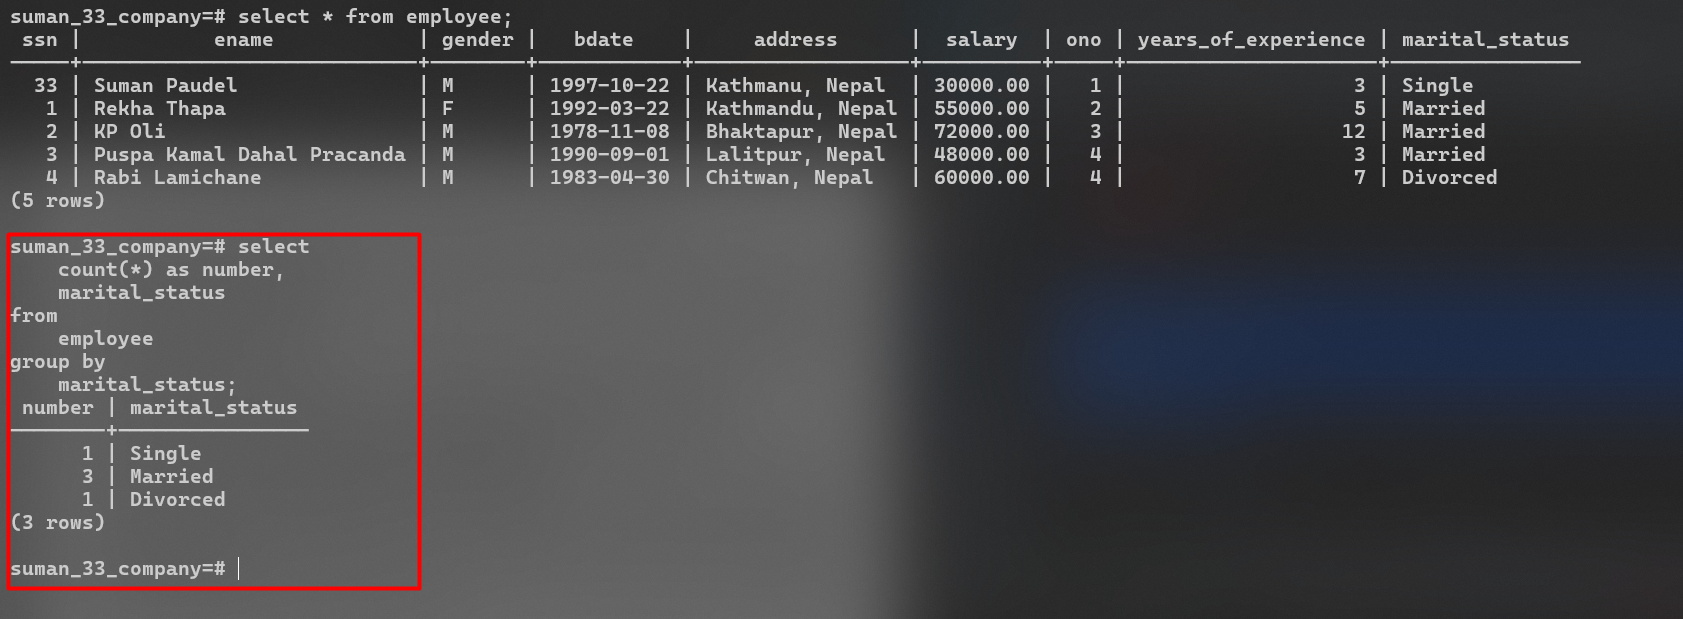 suman_33_company=# select * from employee;
 ssn |           ename            | gender |   bdate    |     address      |  salary  | ono | years_of_experience | marital_status
-----+----------------------------+--------+------------+------------------+----------+-----+---------------------+----------------
  33 | Suman Paudel               | M      | 1997-10-22 | Kathmanu, Nepal  | 30000.00 |   1 |                   3 | Single
   1 | Rekha Thapa                | F      | 1992-03-22 | Kathmandu, Nepal | 55000.00 |   2 |                   5 | Married
   2 | KP Oli                     | M      | 1978-11-08 | Bhaktapur, Nepal | 72000.00 |   3 |                  12 | Married
   3 | Puspa Kamal Dahal Pracanda | M      | 1990-09-01 | Lalitpur, Nepal  | 48000.00 |   4 |                   3 | Married
   4 | Rabi Lamichane             | M      | 1983-04-30 | Chitwan, Nepal   | 60000.00 |   4 |                   7 | Divorced
(5 rows)
suman_33_company=# select
    count(*) as number,
    marital_status
from
    employee
group by
    marital_status;
 number | marital_status
--------+----------------
      1 | Single
      3 | Married
      1 | Divorced
(3 rows)
suman_33_company=#